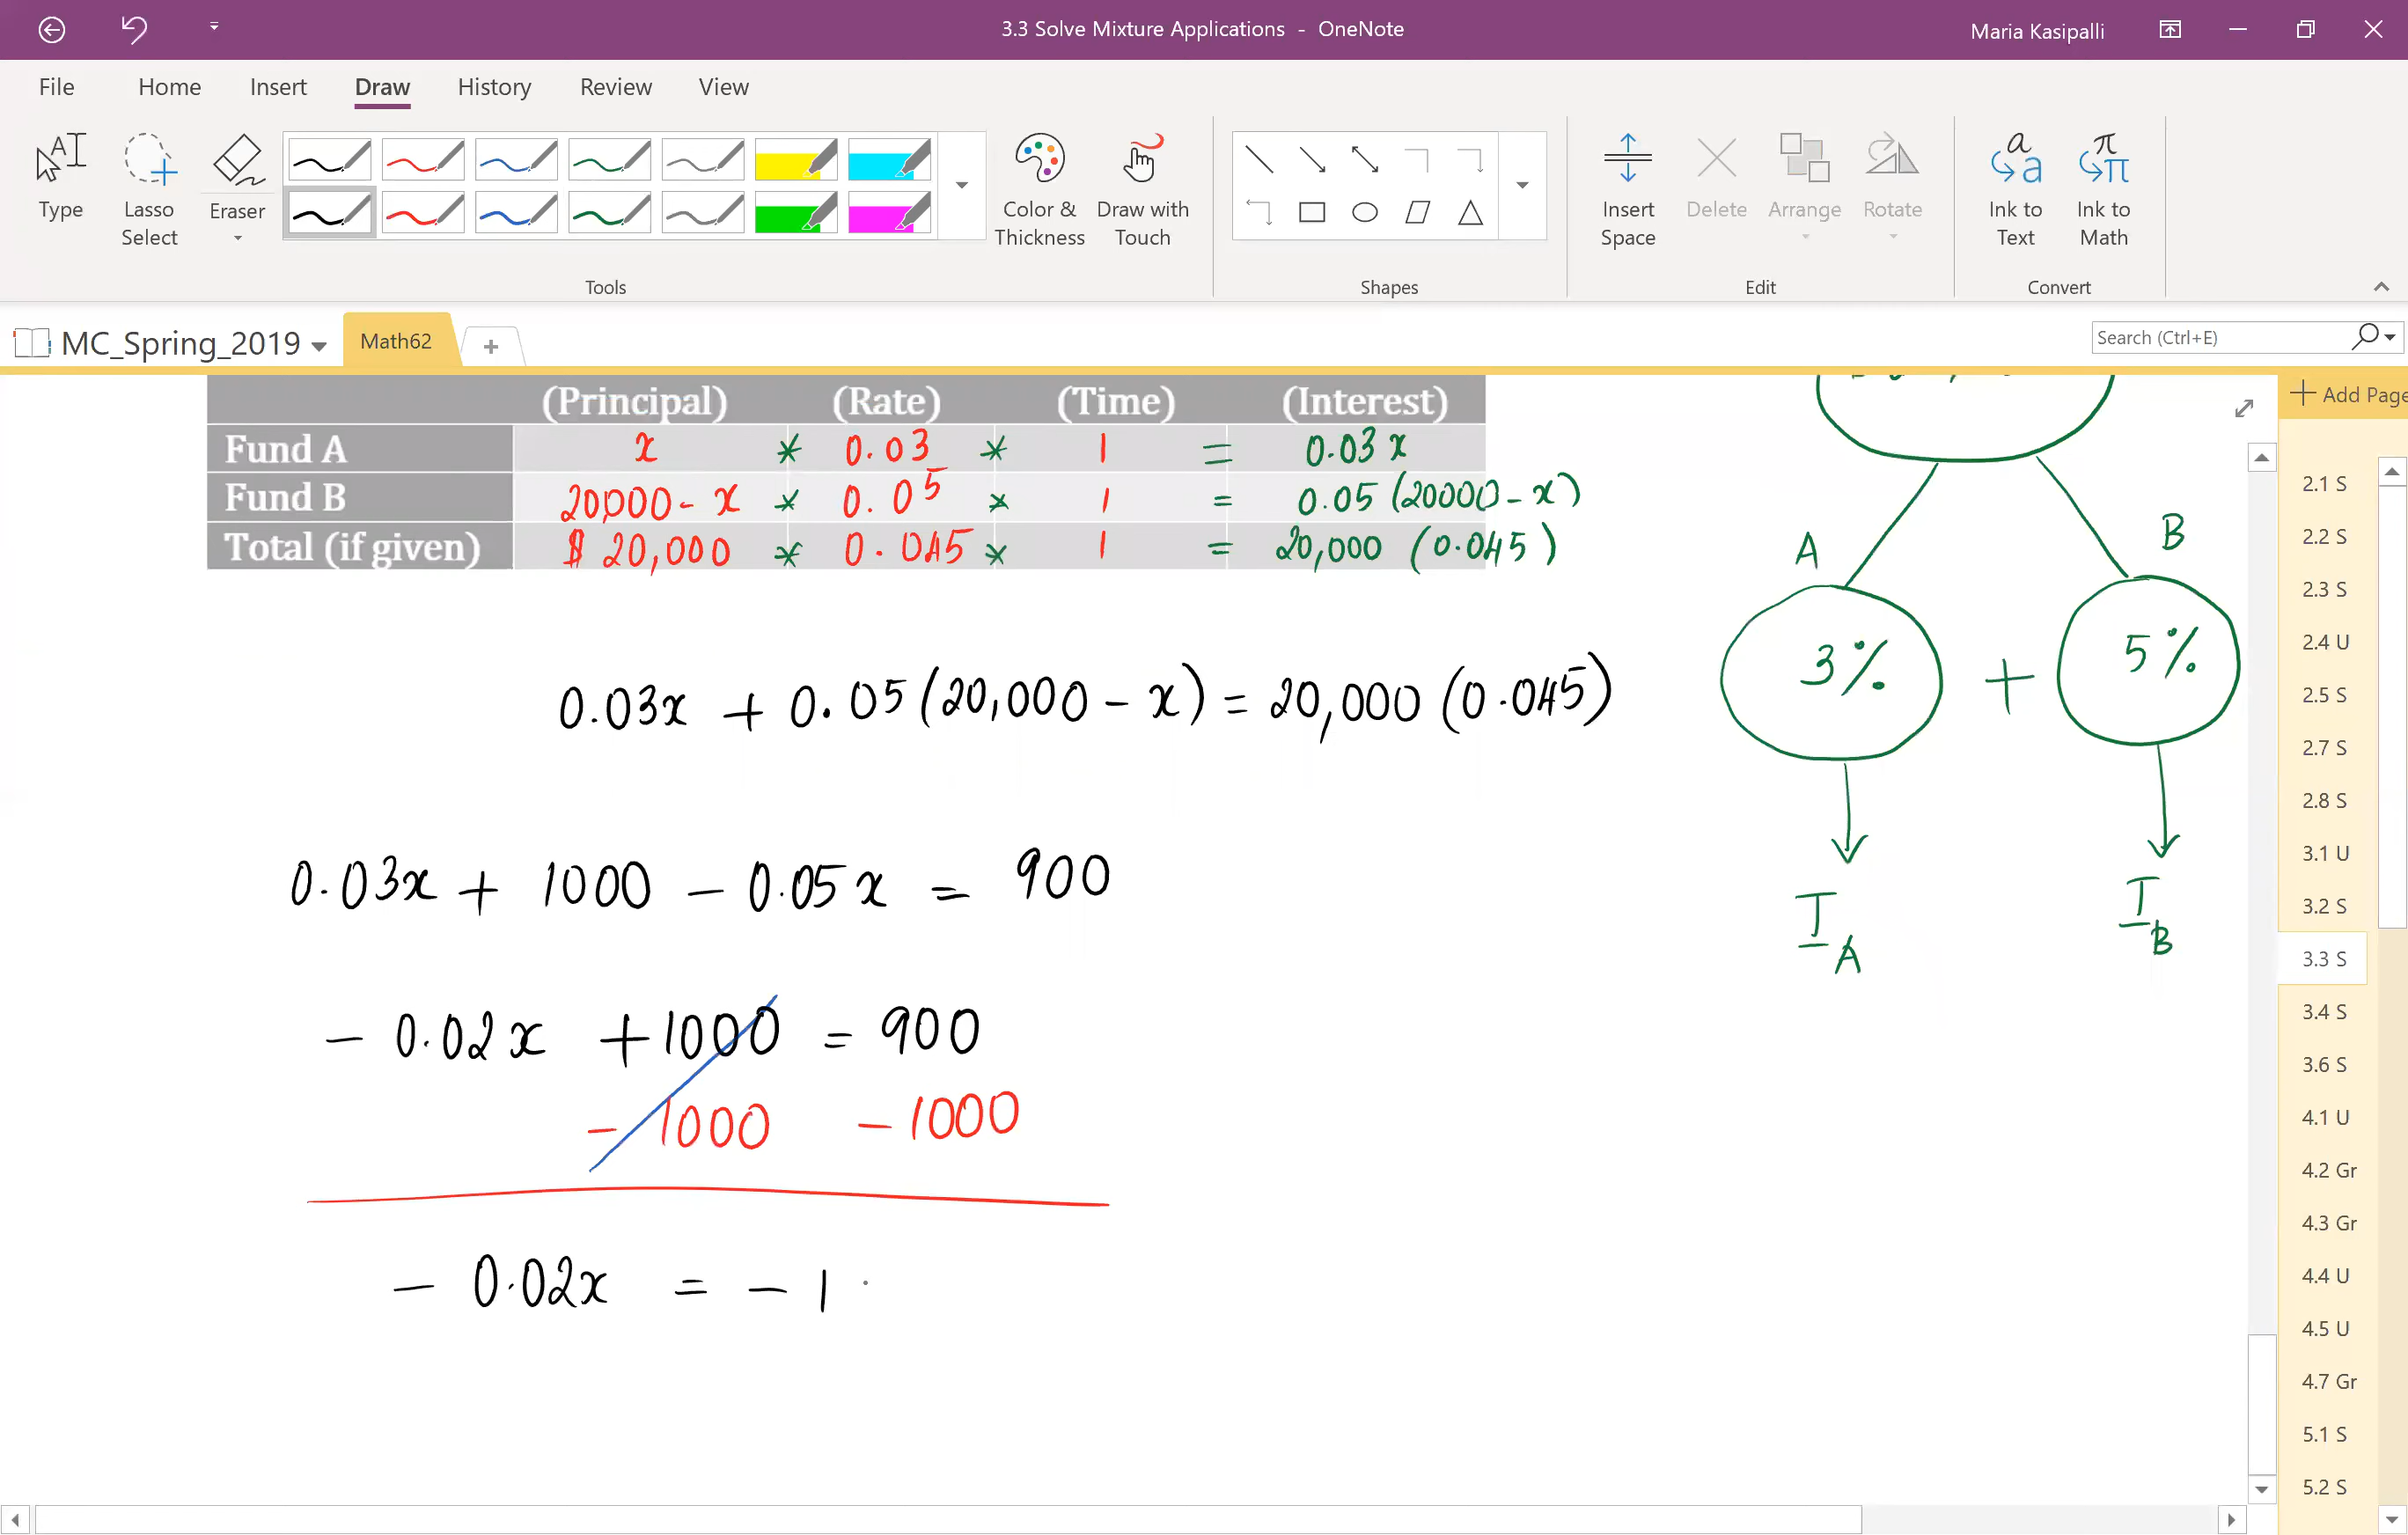 3.3 Solve Mixture Applications - OneNote
Maria Kasipalli
File Home Insert Draw History Review View
Type
Lasso Select
Eraser
Color & Thickness
Draw with Touch
Insert Space
Delete
Arrange
Rotate
Ink to Text
Ink to Math
Tools Shapes Edit Convert
MC_Spring_2019
Math62
Search (Ctrl+E)
Add Page
(Principal) (Rate) (Time) (Interest)
Fund A x * 0.03 * 1 = 0.03x
Fund B 20,000 - x * 0.05 * 1 = 0.05 (20000 - x)
Total (if given) $ 20,000 * 0.045 * 1 = 20,000 (0.045)
0.03x + 0.05(20,000 - x) = 20,000 (0.045)
0.03x + 1000 - 0.05x = 900
- 0.02x + 1000 = 900
- 1000 - 1000
- 0.02x = - 1
A B
3% + 5%
I A
I B
2.1 S
2.2 S
2.3 S
2.4 U
2.5 S
2.7 S
2.8 S
3.1 U
3.2 S
3.3 S
3.4 S
3.6 S
4.1 U
4.2 Gr
4.3 Gr
4.4 U
4.5 U
4.7 Gr
5.1 S
5.2 S